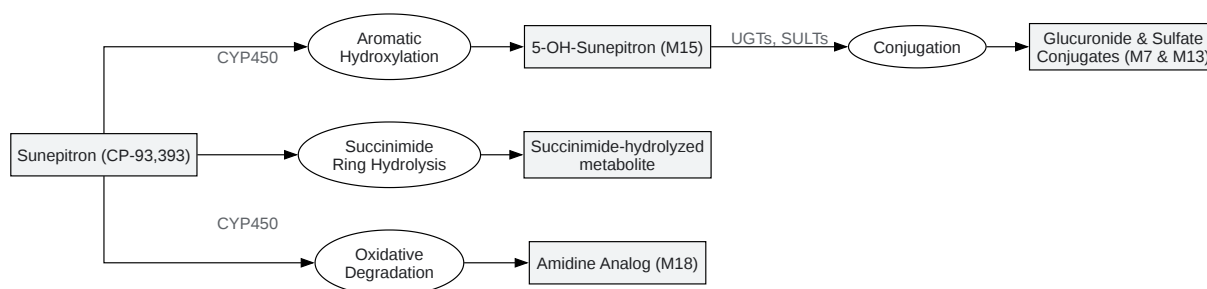 Aromatic
Hydroxylation
CYP450
5-OH-Sunepitron (M15)
UGTs, SULTs
Conjugation
Glucuronide & Sulfate
Conjugates (M7 & M13)
Sunepitron (CP-93,393)
Succinimide
Ring Hydrolysis
Succinimide-hydrolyzed
metabolite
CYP450
Oxidative
Degradation
Amidine Analog (M18)